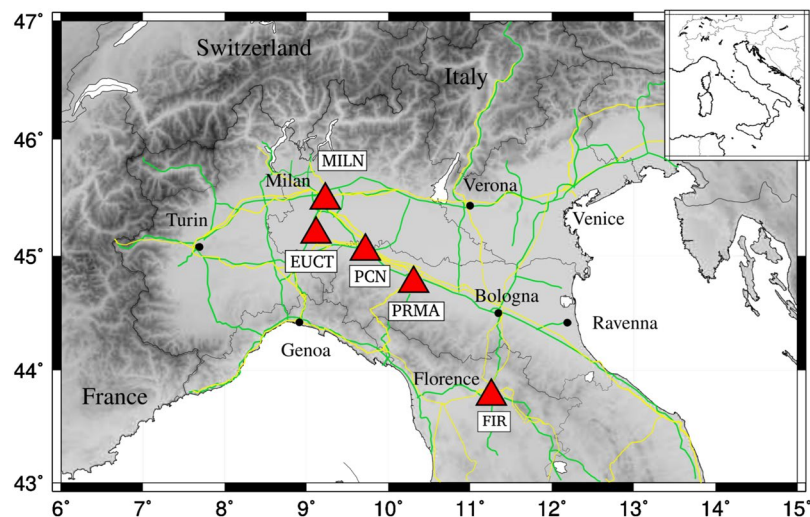 47°
Switzerland
Italy
46°
MILN
Milan
Verona
Turin
Venice
45°
EUCT
PCN
PRMA
Bologna
Ravenna
Genoa
44°
Florence
France
FIR
43°
6° 7° 8° 9° 10° 11° 12° 13° 14° 15°